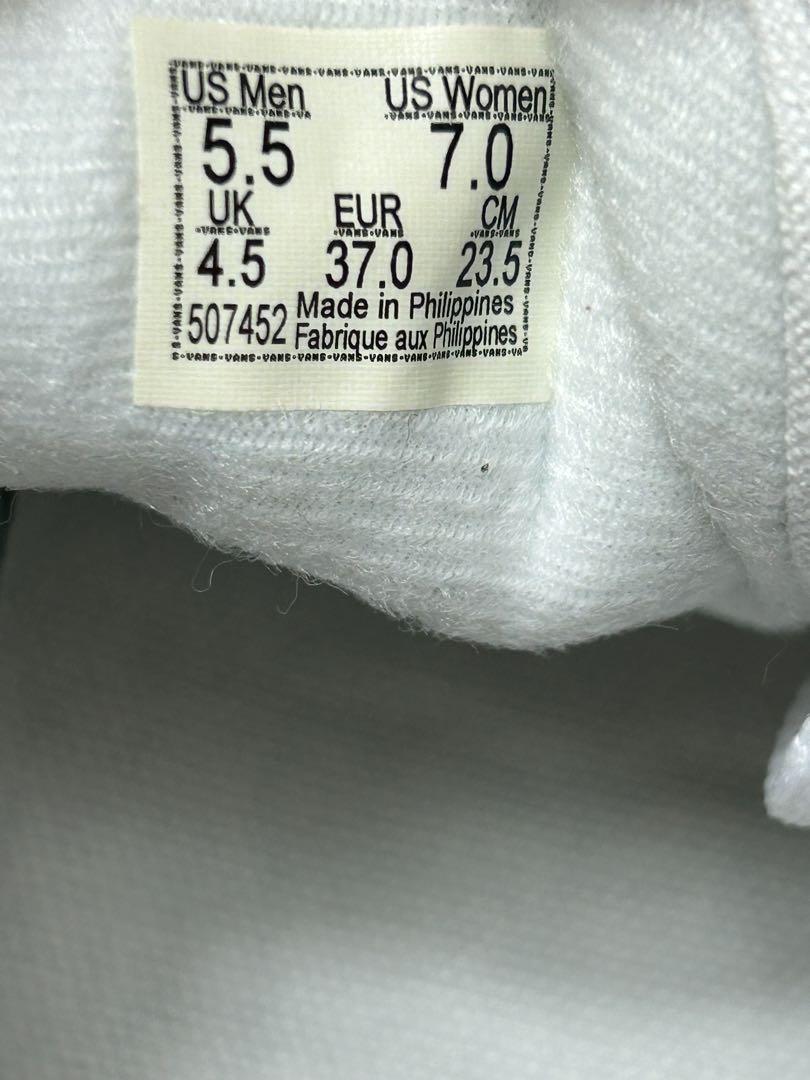 US Men US Women
5.5 7.0
UK EUR CM
4.5 37.0 23.5
507452 Made in Philippines
Fabrique aux Philippines